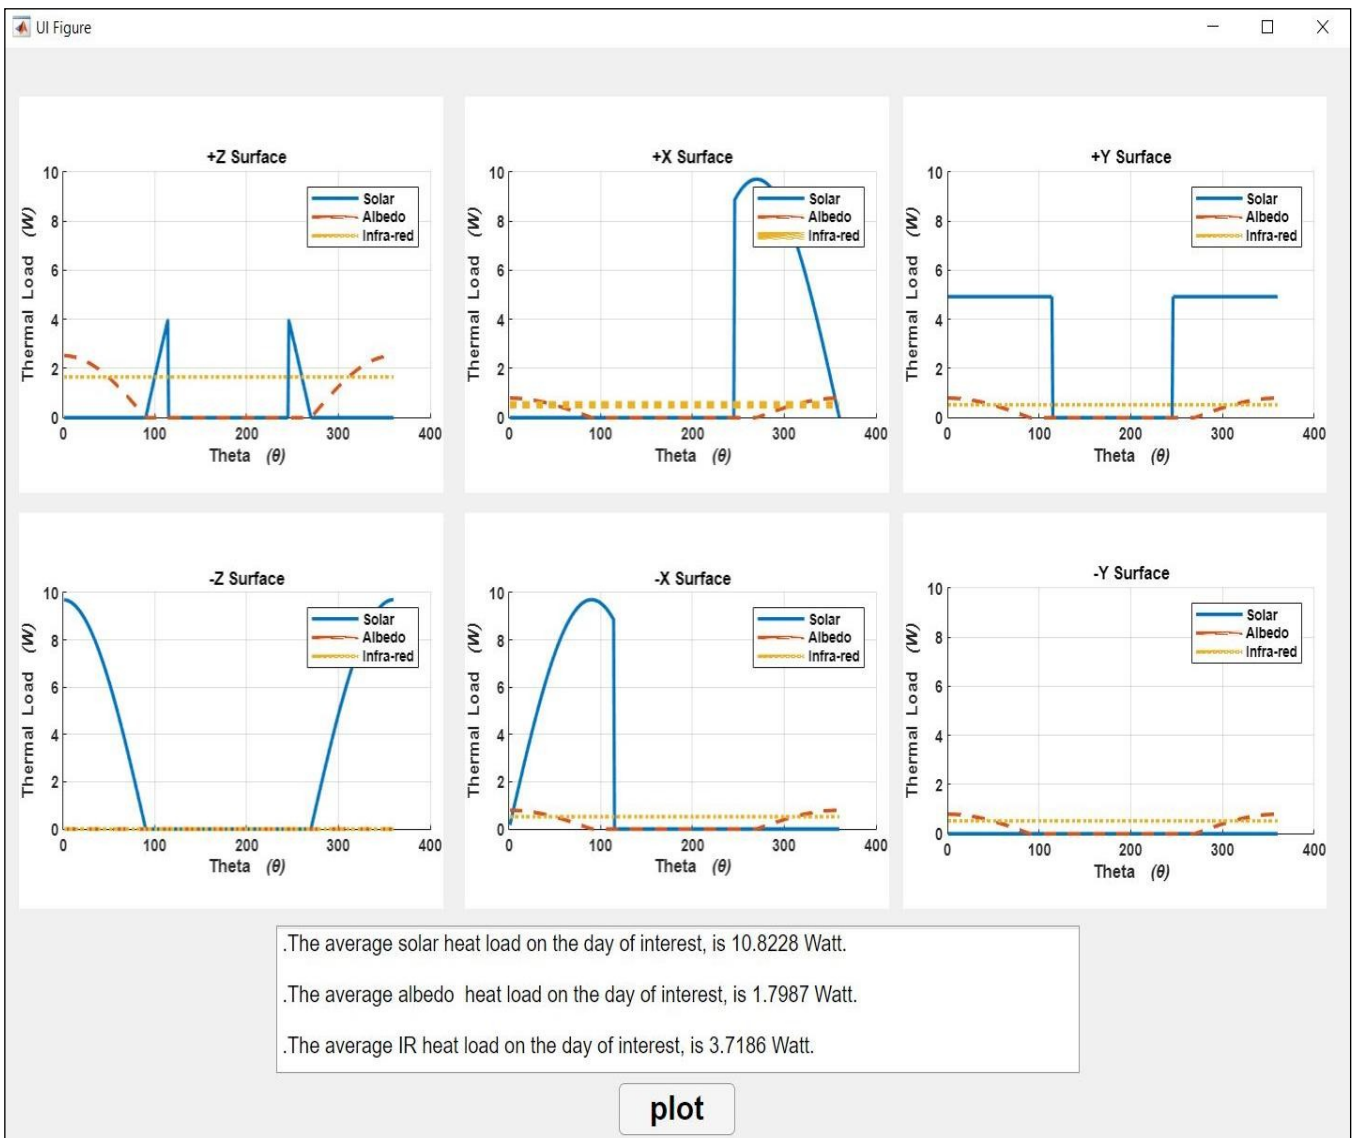 UI Figure
+Z Surface
10
8
6
4
2
0
0 100 200 300 400
Thermal Load (W)
Theta (θ)
Solar
Albedo
Infra-red
+X Surface
10
8
6
4
2
0
0 100 200 300 400
Thermal Load (W)
Theta (θ)
Solar
Albedo
Infra-red
+Y Surface
10
8
6
4
2
0
0 100 200 300 400
Thermal Load (W)
Theta (θ)
Solar
Albedo
Infra-red
-Z Surface
10
8
6
4
2
0
0 100 200 300 400
Thermal Load (W)
Theta (θ)
Solar
Albedo
Infra-red
-X Surface
10
8
6
4
2
0
0 100 200 300 400
Thermal Load (W)
Theta (θ)
Solar
Albedo
Infra-red
-Y Surface
10
8
6
4
2
0
0 100 200 300 400
Thermal Load (W)
Theta (θ)
Solar
Albedo
Infra-red
.The average solar heat load on the day of interest, is 10.8228 Watt.
.The average albedo  heat load on the day of interest, is 1.7987 Watt.
.The average IR heat load on the day of interest, is 3.7186 Watt.
plot